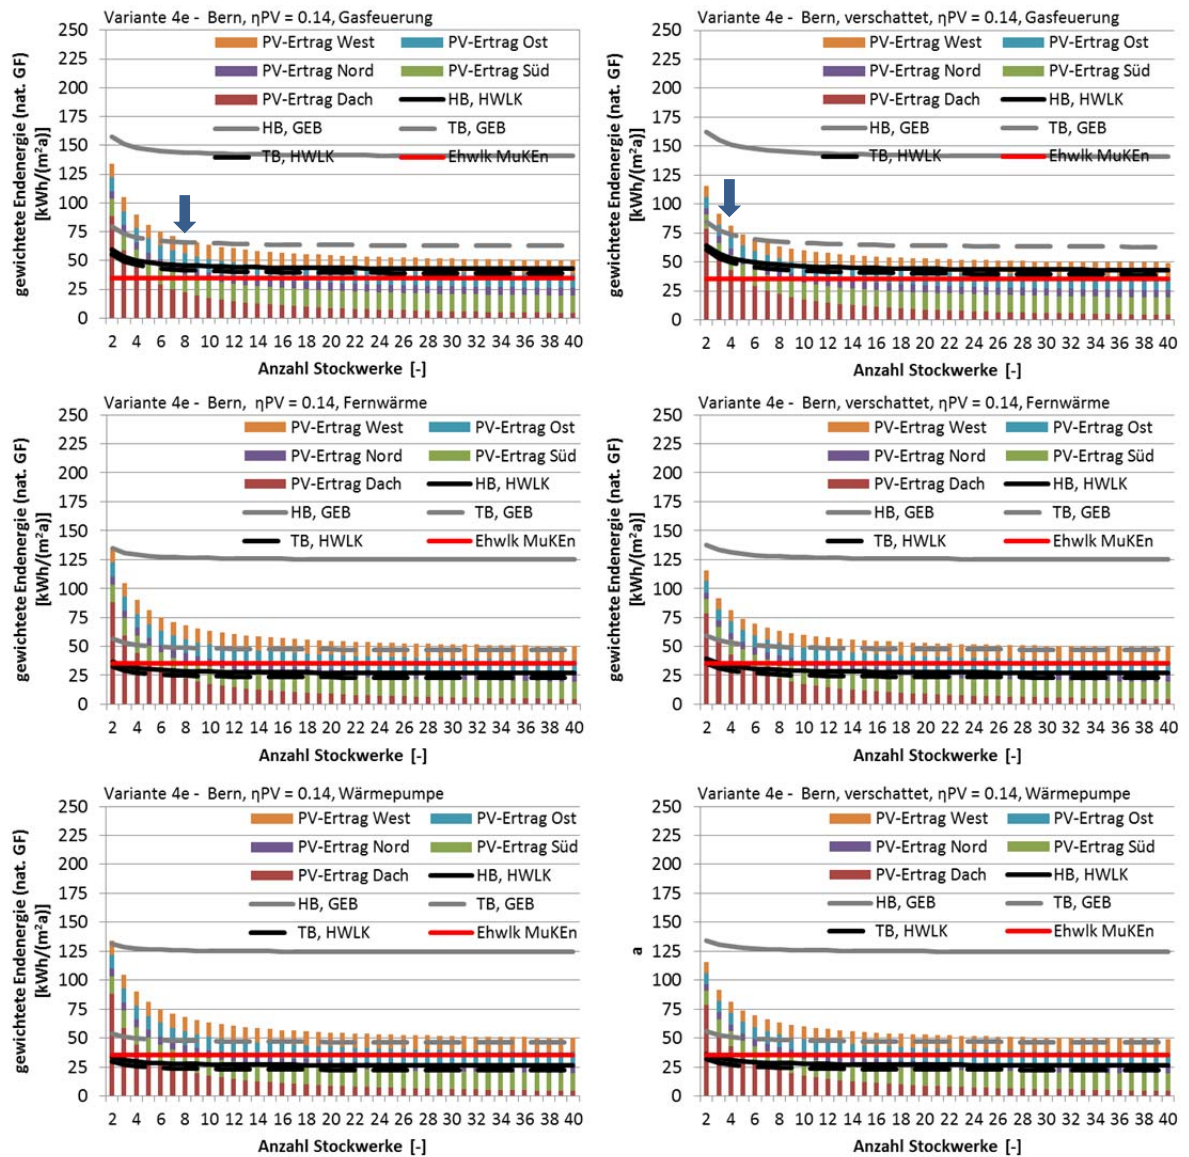 Variante 4e - Bern, ηPV = 0.14, Gasfeuerung
gewichtete Endenergie (nat. GF)
[kWh/(m²a)]
250
225
200
175
150
125
100
75
50
25
0
PV-Ertrag West
PV-Ertrag Ost
PV-Ertrag Nord
PV-Ertrag Süd
PV-Ertrag Dach
HB, HWLK
HB, GEB
TB, GEB
TB, HWLK
Ehwlk MuKEn
2 4 6 8 10 12 14 16 18 20 22 24 26 28 30 32 34 36 38 40
Anzahl Stockwerke [-]
Variante 4e - Bern, verschattet, ηPV = 0.14, Gasfeuerung
gewichtete Endenergie (nat. GF)
[kWh/(m²a)]
250
225
200
175
150
125
100
75
50
25
0
PV-Ertrag West
PV-Ertrag Ost
PV-Ertrag Nord
PV-Ertrag Süd
PV-Ertrag Dach
HB, HWLK
HB, GEB
TB, GEB
TB, HWLK
Ehwlk MuKEn
2 4 6 8 10 12 14 16 18 20 22 24 26 28 30 32 34 36 38 40
Anzahl Stockwerke [-]
Variante 4e - Bern, ηPV = 0.14, Fernwärme
gewichtete Endenergie (nat. GF)
[kWh/(m²a)]
250
225
200
175
150
125
100
75
50
25
0
PV-Ertrag West
PV-Ertrag Ost
PV-Ertrag Nord
PV-Ertrag Süd
PV-Ertrag Dach
HB, HWLK
HB, GEB
TB, GEB
TB, HWLK
Ehwlk MuKEn
2 4 6 8 10 12 14 16 18 20 22 24 26 28 30 32 34 36 38 40
Anzahl Stockwerke [-]
Variante 4e - Bern, verschattet, ηPV = 0.14, Fernwärme
gewichtete Endenergie (nat. GF)
[kWh/(m²a)]
250
225
200
175
150
125
100
75
50
25
0
PV-Ertrag West
PV-Ertrag Ost
PV-Ertrag Nord
PV-Ertrag Süd
PV-Ertrag Dach
HB, HWLK
HB, GEB
TB, GEB
TB, HWLK
Ehwlk MuKEn
2 4 6 8 10 12 14 16 18 20 22 24 26 28 30 32 34 36 38 40
Anzahl Stockwerke [-]
Variante 4e - Bern, ηPV = 0.14, Wärmepumpe
gewichtete Endenergie (nat. GF)
[kWh/(m²a)]
250
225
200
175
150
125
100
75
50
25
0
PV-Ertrag West
PV-Ertrag Ost
PV-Ertrag Nord
PV-Ertrag Süd
PV-Ertrag Dach
HB, HWLK
HB, GEB
TB, GEB
TB, HWLK
Ehwlk MuKEn
2 4 6 8 10 12 14 16 18 20 22 24 26 28 30 32 34 36 38 40
Anzahl Stockwerke [-]
Variante 4e - Bern, verschattet, ηPV = 0.14, Wärmepumpe
a
250
225
200
175
150
125
100
75
50
25
0
PV-Ertrag West
PV-Ertrag Ost
PV-Ertrag Nord
PV-Ertrag Süd
PV-Ertrag Dach
HB, HWLK
HB, GEB
TB, GEB
TB, HWLK
Ehwlk MuKEn
2 4 6 8 10 12 14 16 18 20 22 24 26 28 30 32 34 36 38 40
Anzahl Stockwerke [-]